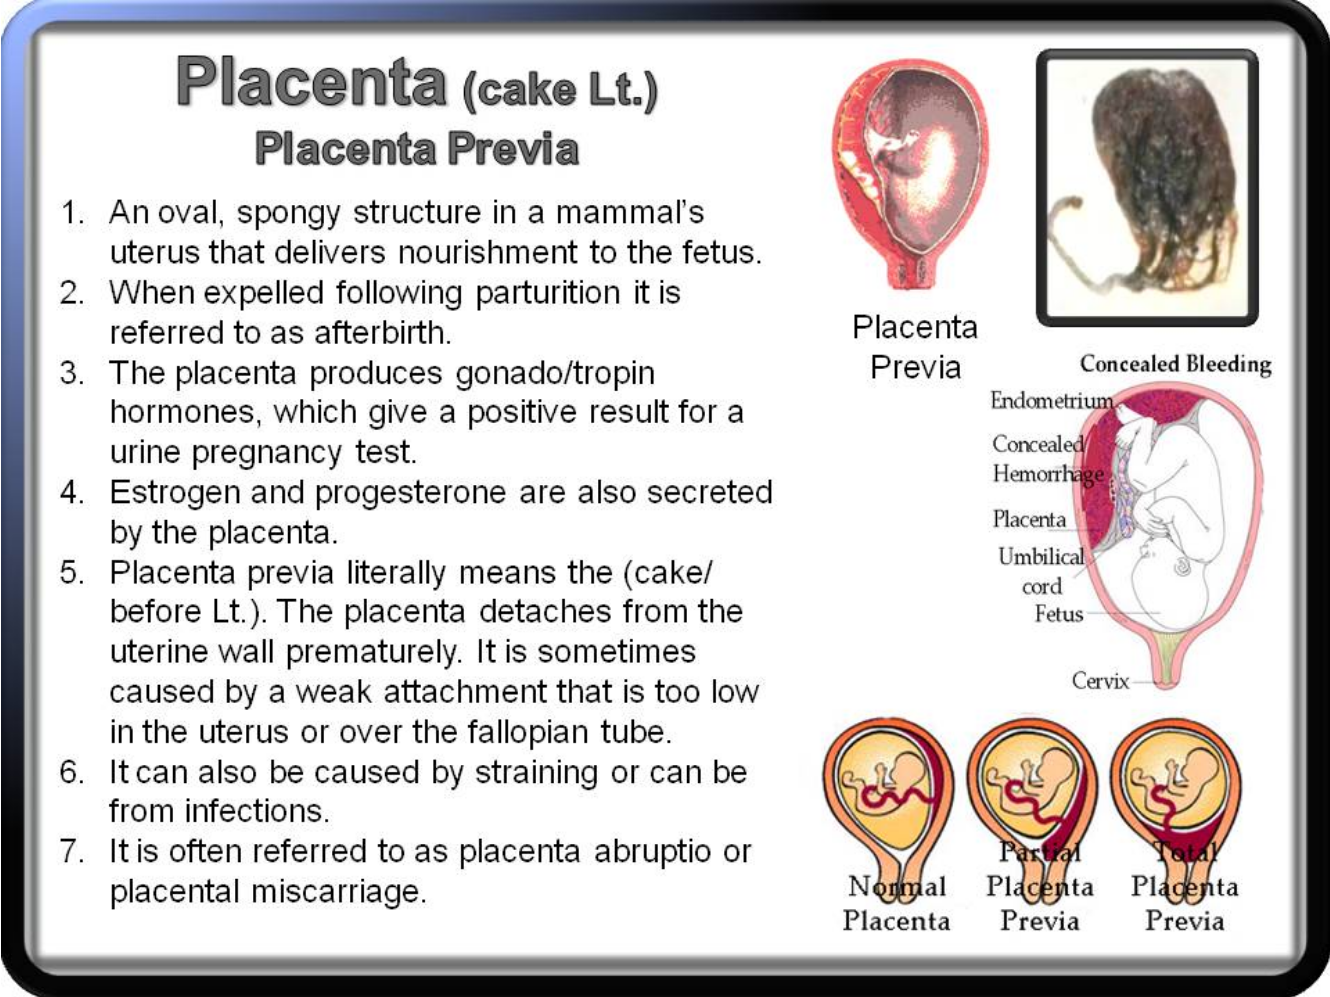 Placenta (cake Lt.)
Placenta Previa
1. An oval, spongy structure in a mammal's
uterus that delivers nourishment to the fetus.
2. When expelled following parturition it is
referred to as afterbirth.
3. The placenta produces gonado/tropin
hormones, which give a positive result for a
urine pregnancy test.
4. Estrogen and progesterone are also secreted
by the placenta.
5. Placenta previa literally means the (cake/
before Lt.). The placenta detaches from the
uterine wall prematurely. It is sometimes
caused by a weak attachment that is too low
in the uterus or over the fallopian tube.
6. It can also be caused by straining or can be
from infections.
7. It is often referred to as placenta abruptio or
placental miscarriage.
Placenta
Previa
Concealed Bleeding
Endometrium
Concealed
Hemorrhage
Placenta
Umbilical
cord
Fetus
Cervix
Normal
Placenta
Partial
Placenta
Previa
Total
Placenta
Previa